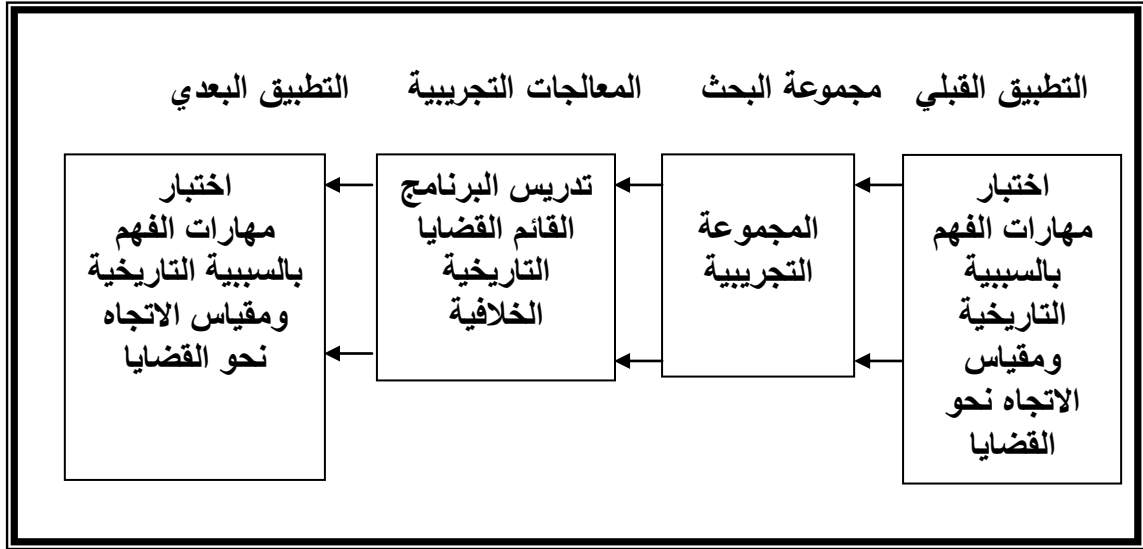 التطبيق القبلي
مجموعة البحث
المعالجات التجريبية
التطبيق البعدي
اختبار
مهارات الفهم
بالسببية
التاريخية
ومقياس
الاتجاه نحو
القضايا
المجموعة
التجريبية
تدريس البرنامج
القائم القضايا
التاريخية
الخلافية
اختبار
مهارات الفهم
بالسببية التاريخية
ومقياس الاتجاه
نحو القضايا